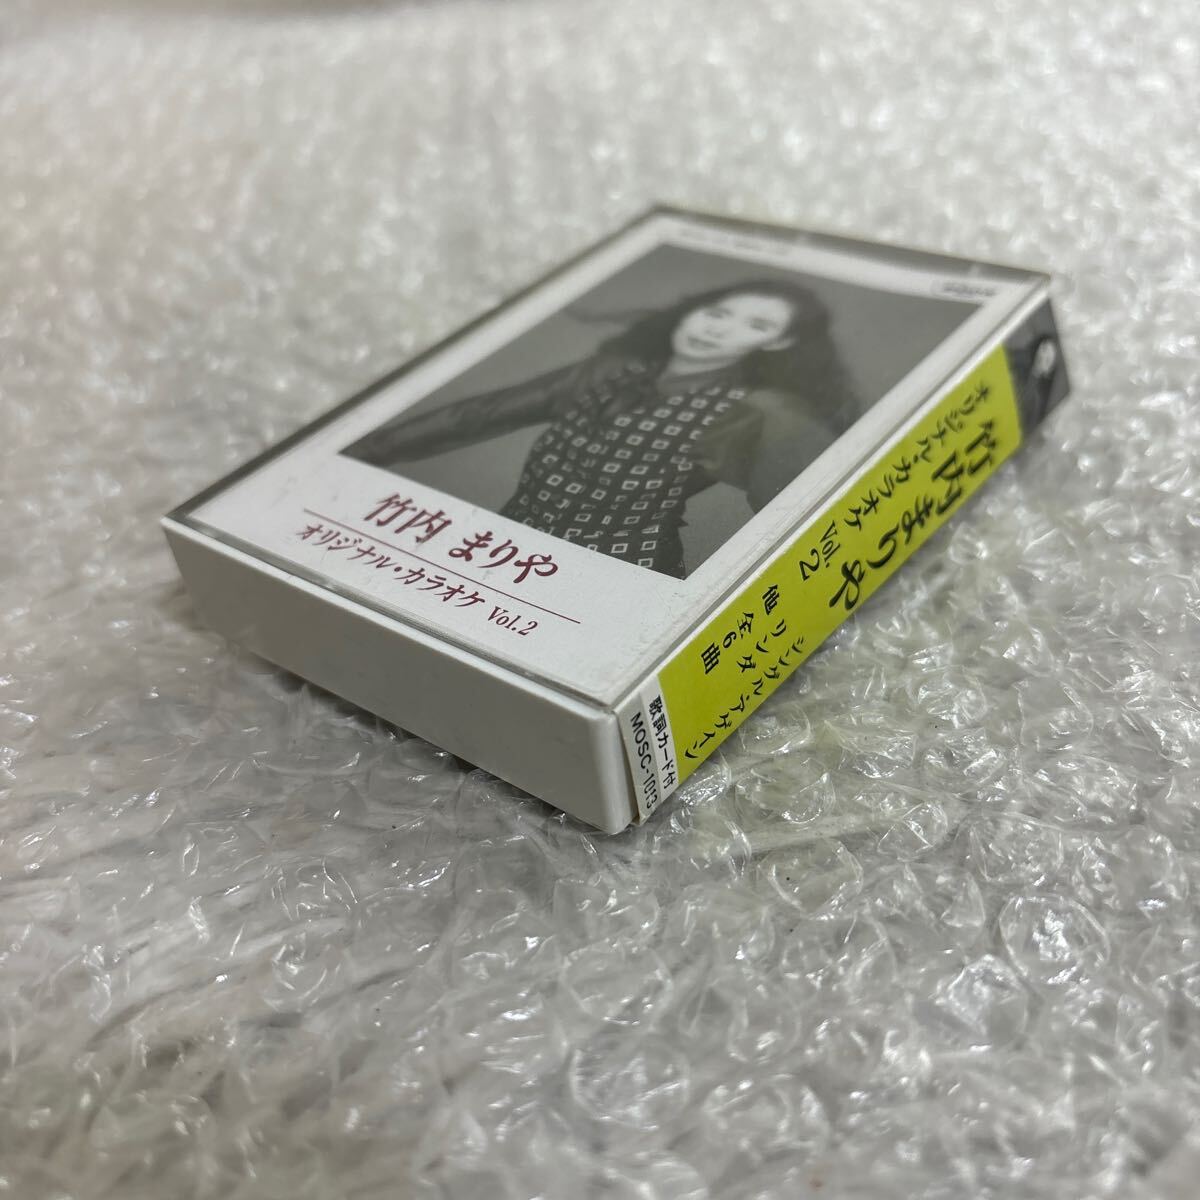 竹内 まりや
オリジナル・カラオケ Vol.2
竹内まりや
オリジナル・カラオケ Vol.2
シングル・アゲイン
リンダ
他 全6曲
歌詞カード付
MOSC-1013